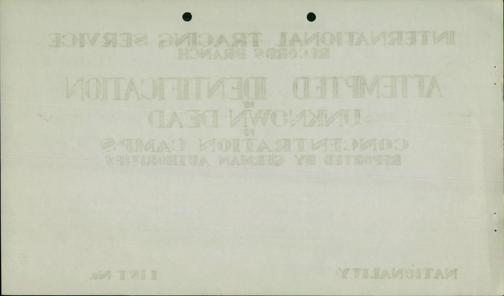 INTERNATIONAL TRACING SERVICE
RECORDS BRANCH
ATTEMPTED IDENTIFICATION
OF
UNKNOWN DEAD
IN
CONCENTRATION CAMPS
REPORTED BY GERMAN AUTHORITIES
NATIONALITY LIST No.